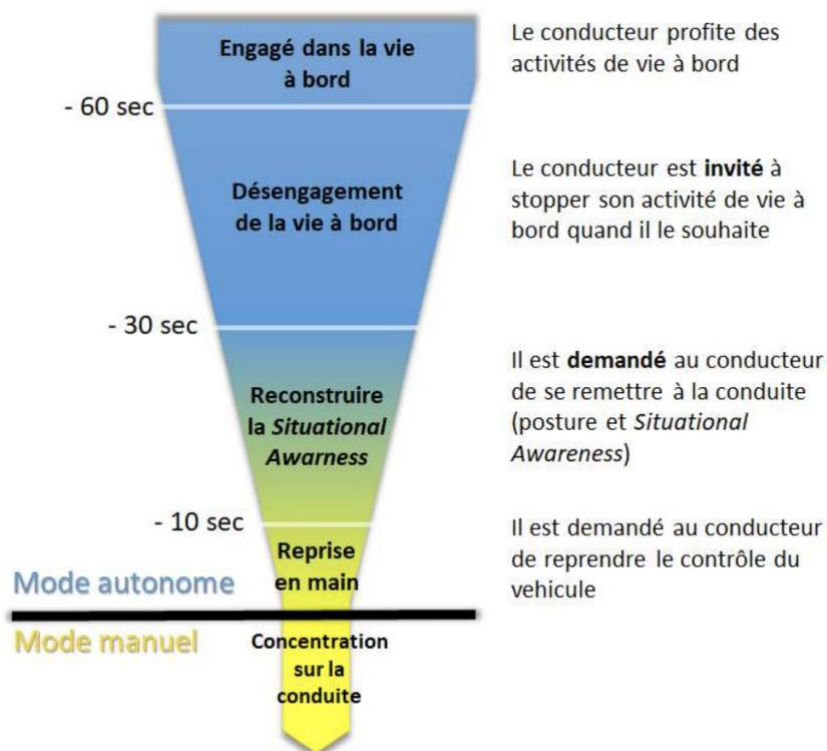 Engagé dans la vie
à bord
Le conducteur profite des
activités de vie à bord
- 60 sec
Désengagement
de la vie à bord
Le conducteur est invité à
stopper son activité de vie à
bord quand il le souhaite
- 30 sec
Reconstruire
la Situational
Awarness
Il est demandé au conducteur
de se remettre à la conduite
(posture et Situational
Awareness)
- 10 sec
Reprise
en main
Il est demandé au conducteur
de reprendre le contrôle du
vehicule
Mode autonome
Mode manuel
Concentration
sur la
conduite